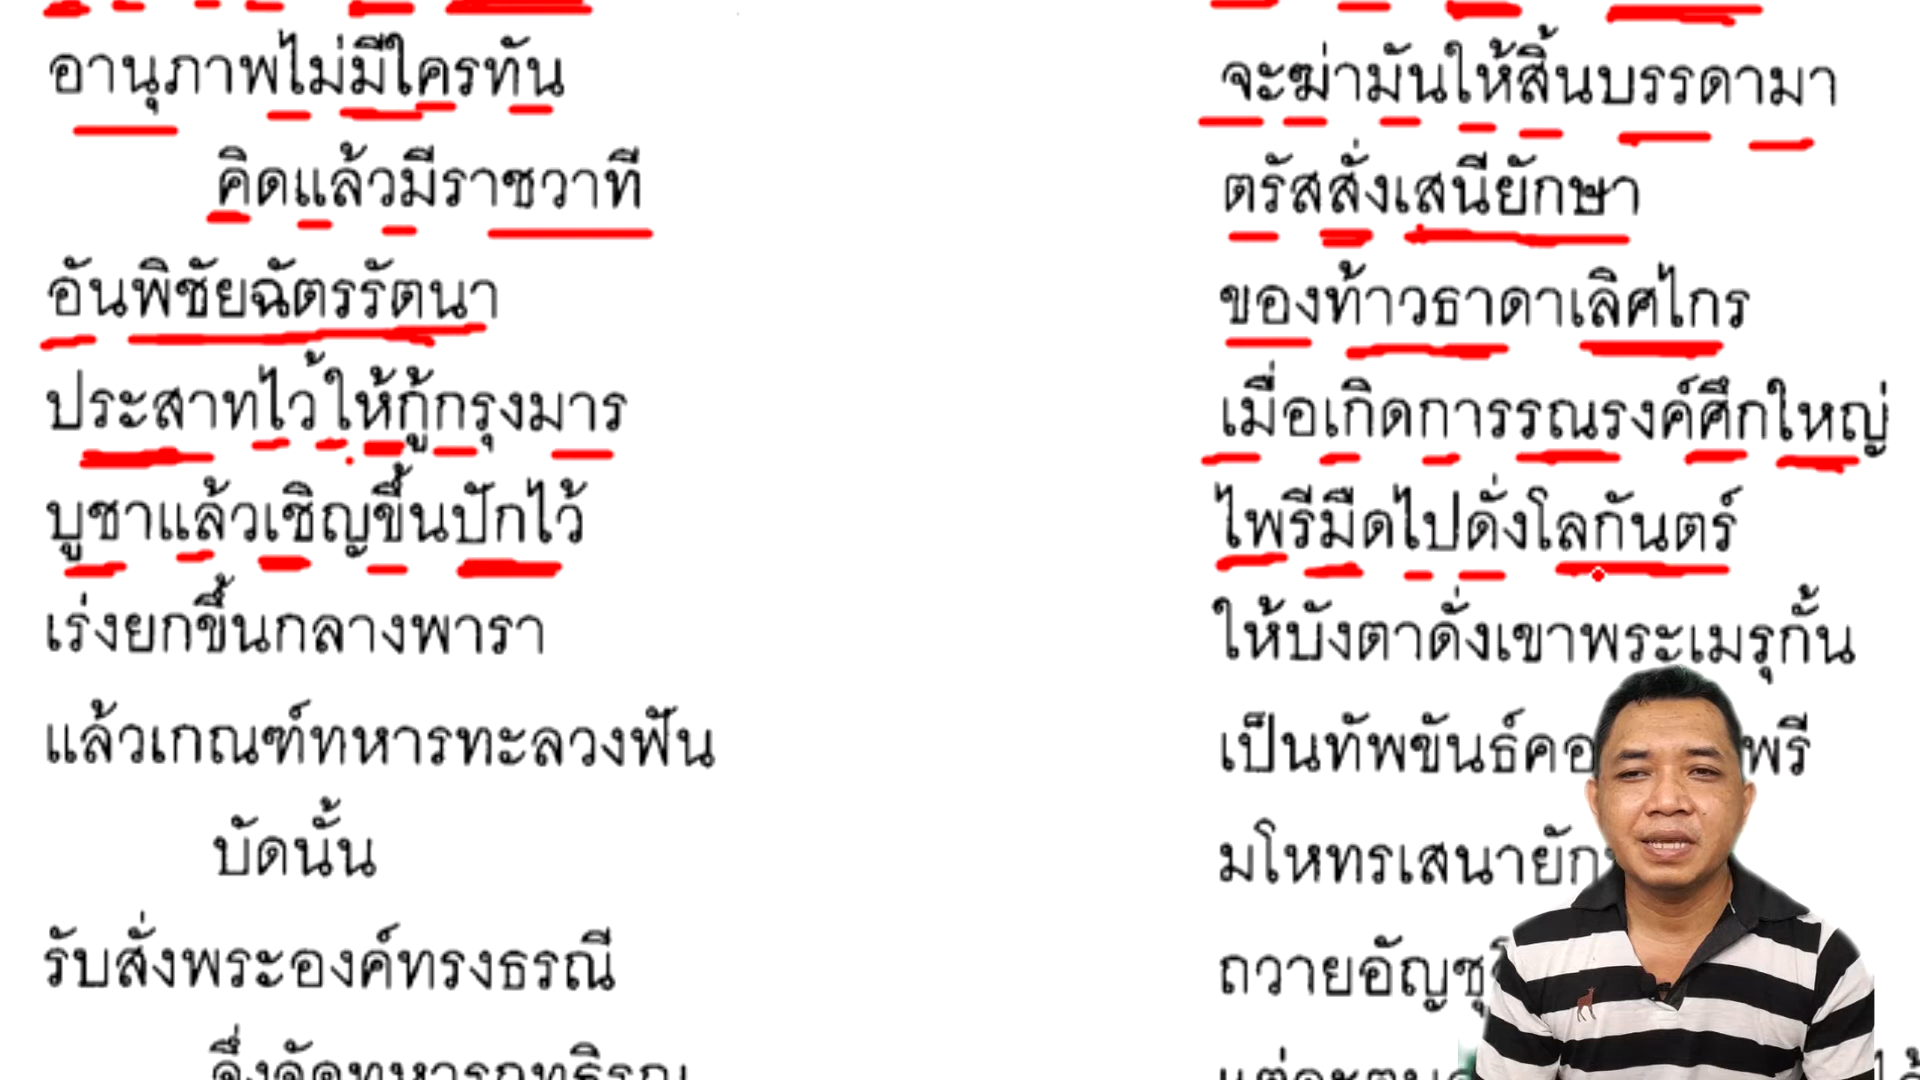 อานุภาพไม่มีใครทัน
จะฆ่ามันให้สิ้นบรรดามา
คิดแล้วมีราชวาที
ตรัสสั่งเสนียักษา
อันพิชัยฉัตรรัตนา
ของท้าวธาดาเลิศไกร
ประสาทไว้ให้กู้กรุงมาร
เมื่อเกิดการรณรงค์ศึกใหญ่
บูชาแล้วเชิญขึ้นปักไว้
ไพรีมืดไปดั่งโลกันตร์
เร่งยกขึ้นกลางพารา
ให้บังตาดั่งเขาพระเมรุกั้น
แล้วเกณฑ์ทหารทะลวงฟัน
เป็นทัพขันธ์คอ พรี
บัดนั้น
มโหทรเสนายัก
รับสั่งพระองค์ทรงธรณี
ถวายอัญชุ